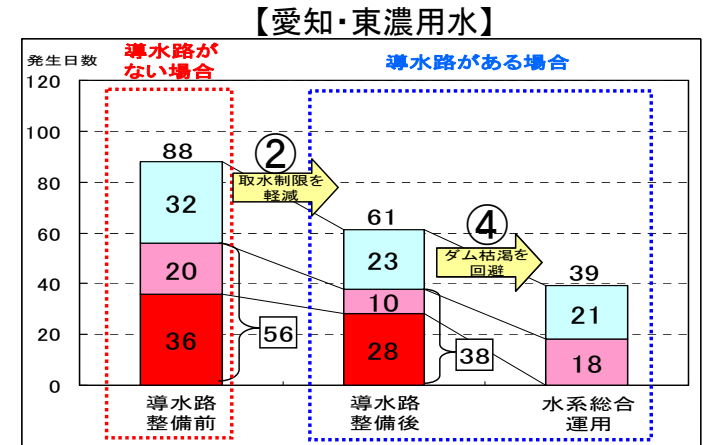 【愛知・東濃用水】
発生日数
導水路が
ない場合
導水路がある場合
120
100
80
60
40
20
0
88
32
20
36
56
②
取水制限を
軽減
61
23
10
28
38
④
ダム枯渇を
回避
39
21
18
導水路
整備前
導水路
整備後
水系総合
運用